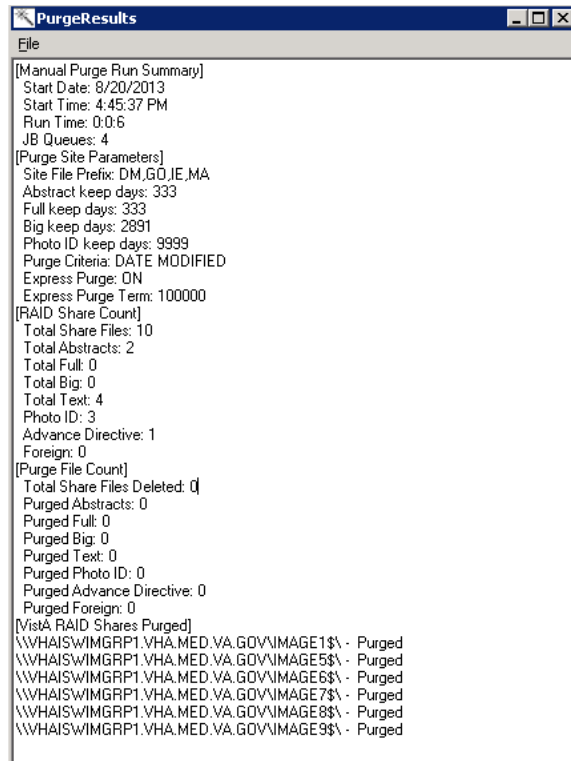 PurgeResults
File
[Manual Purge Run Summary]
Start Date: 8/20/2013
Start Time: 4:45:37 PM
Run Time: 0:0:6
JB Queues: 4
[Purge Site Parameters]
Site File Prefix: DM,GO,IE,MA
Abstract keep days: 333
Full keep days: 333
Big keep days: 2891
Photo ID keep days: 9999
Purge Criteria: DATE MODIFIED
Express Purge: ON
Express Purge Term: 100000
[RAID Share Count]
Total Share Files: 10
Total Abstracts: 2
Total Full: 0
Total Big: 0
Total Text: 4
Photo ID: 3
Advance Directive: 1
Foreign: 0
[Purge File Count]
Total Share Files Deleted: 0
Purged Abstracts: 0
Purged Full: 0
Purged Big: 0
Purged Text: 0
Purged Photo ID: 0
Purged Advance Directive: 0
Purged Foreign: 0
[VistA RAID Shares Purged]
\\VHAISWIMGRP1.VHA.MED.VA.GOV\IMAGE1$\ - Purged
\\VHAISWIMGRP1.VHA.MED.VA.GOV\IMAGE5$\ - Purged
\\VHAISWIMGRP1.VHA.MED.VA.GOV\IMAGE6$\ - Purged
\\VHAISWIMGRP1.VHA.MED.VA.GOV\IMAGE7$\ - Purged
\\VHAISWIMGRP1.VHA.MED.VA.GOV\IMAGE8$\ - Purged
\\VHAISWIMGRP1.VHA.MED.VA.GOV\IMAGE9$\ - Purged